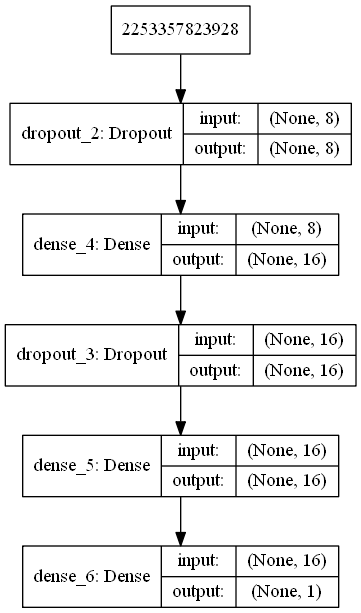 2253357823928
dropout_2: Dropout
input: (None, 8)
output: (None, 8)
dense_4: Dense
input: (None, 8)
output: (None, 16)
dropout_3: Dropout
input: (None, 16)
output: (None, 16)
dense_5: Dense
input: (None, 16)
output: (None, 16)
dense_6: Dense
input: (None, 16)
output: (None, 1)